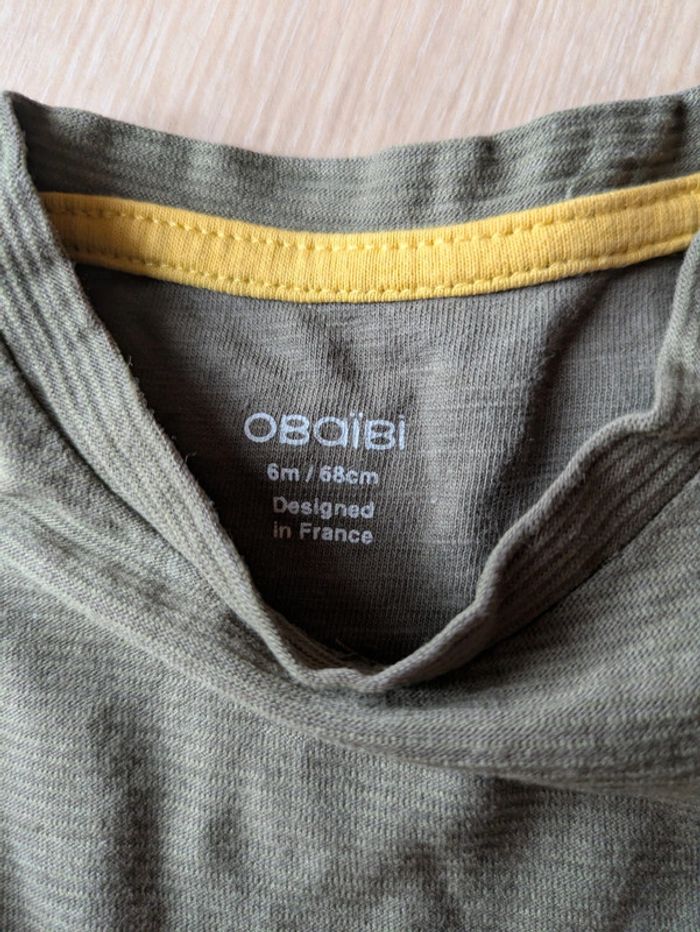 obaïbi
6m / 68cm
Designed
in France